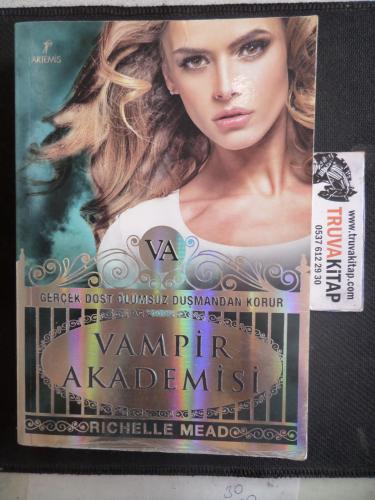 ARTEMİS
VA
GERÇEK DOST ÖLÜMSÜZ DÜŞMANDAN KORUR
VAMPİR
AKADEMİSİ
RICHELLE MEAD
www.truvakitap.com
TRUVAKİTAP
0537 612 29 30